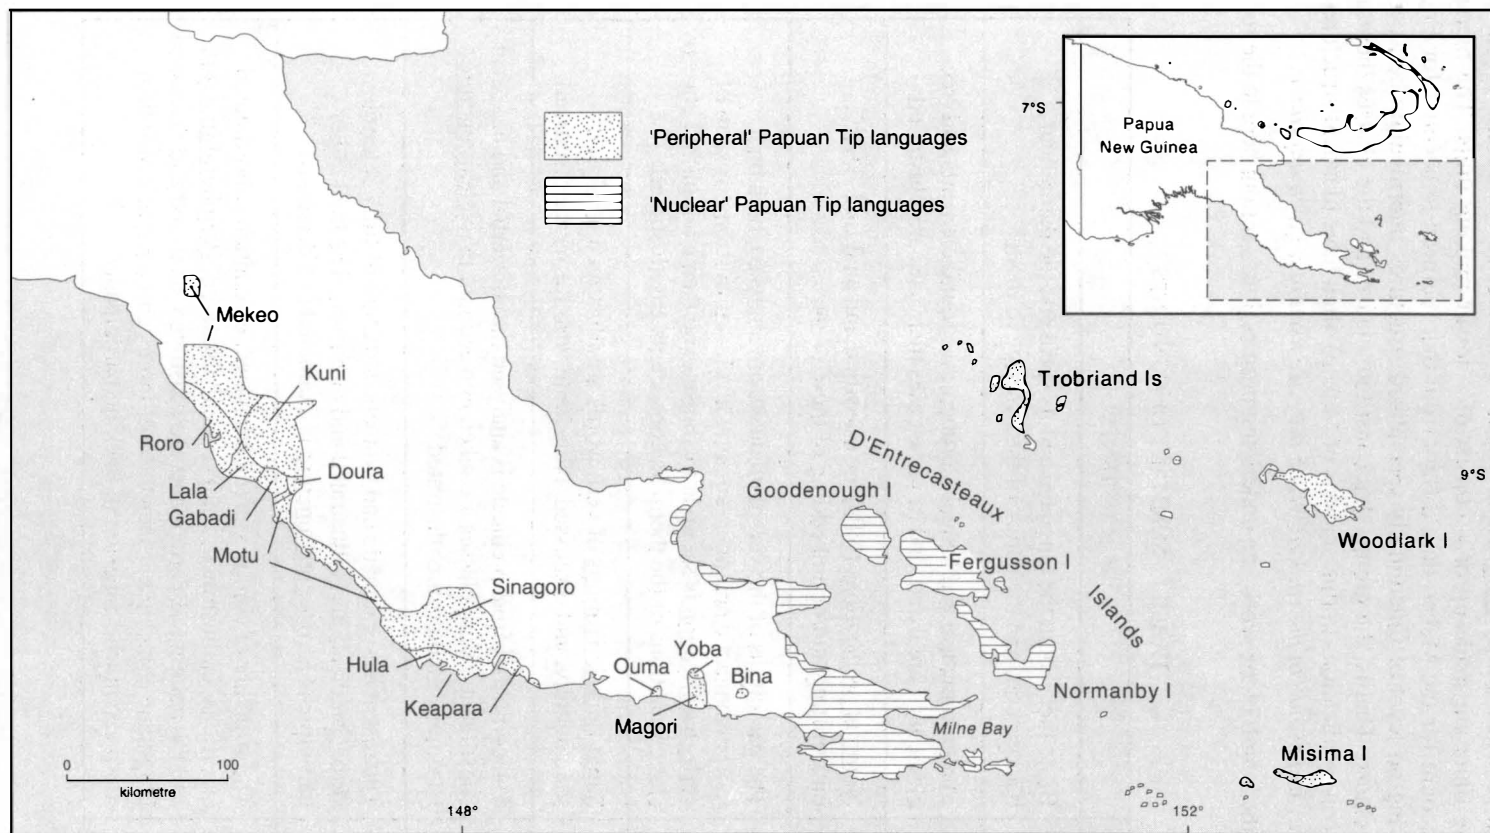 'Peripheral' Papuan Tip languages
'Nuclear' Papuan Tip languages
7°S
Papua
New Guinea
Mekeo
Kuni
Roro
Lala
Gabadi
Doura
Motu
Sinagoro
Hula
Keapara
Ouma
Yoba
Magori
Bina
Trobriand Is
D'Entrecasteaux
Islands
Goodenough I
Fergusson I
Normanby I
9°S
Woodlark I
Milne Bay
Misima I
0 100
kilometre
148°
152°